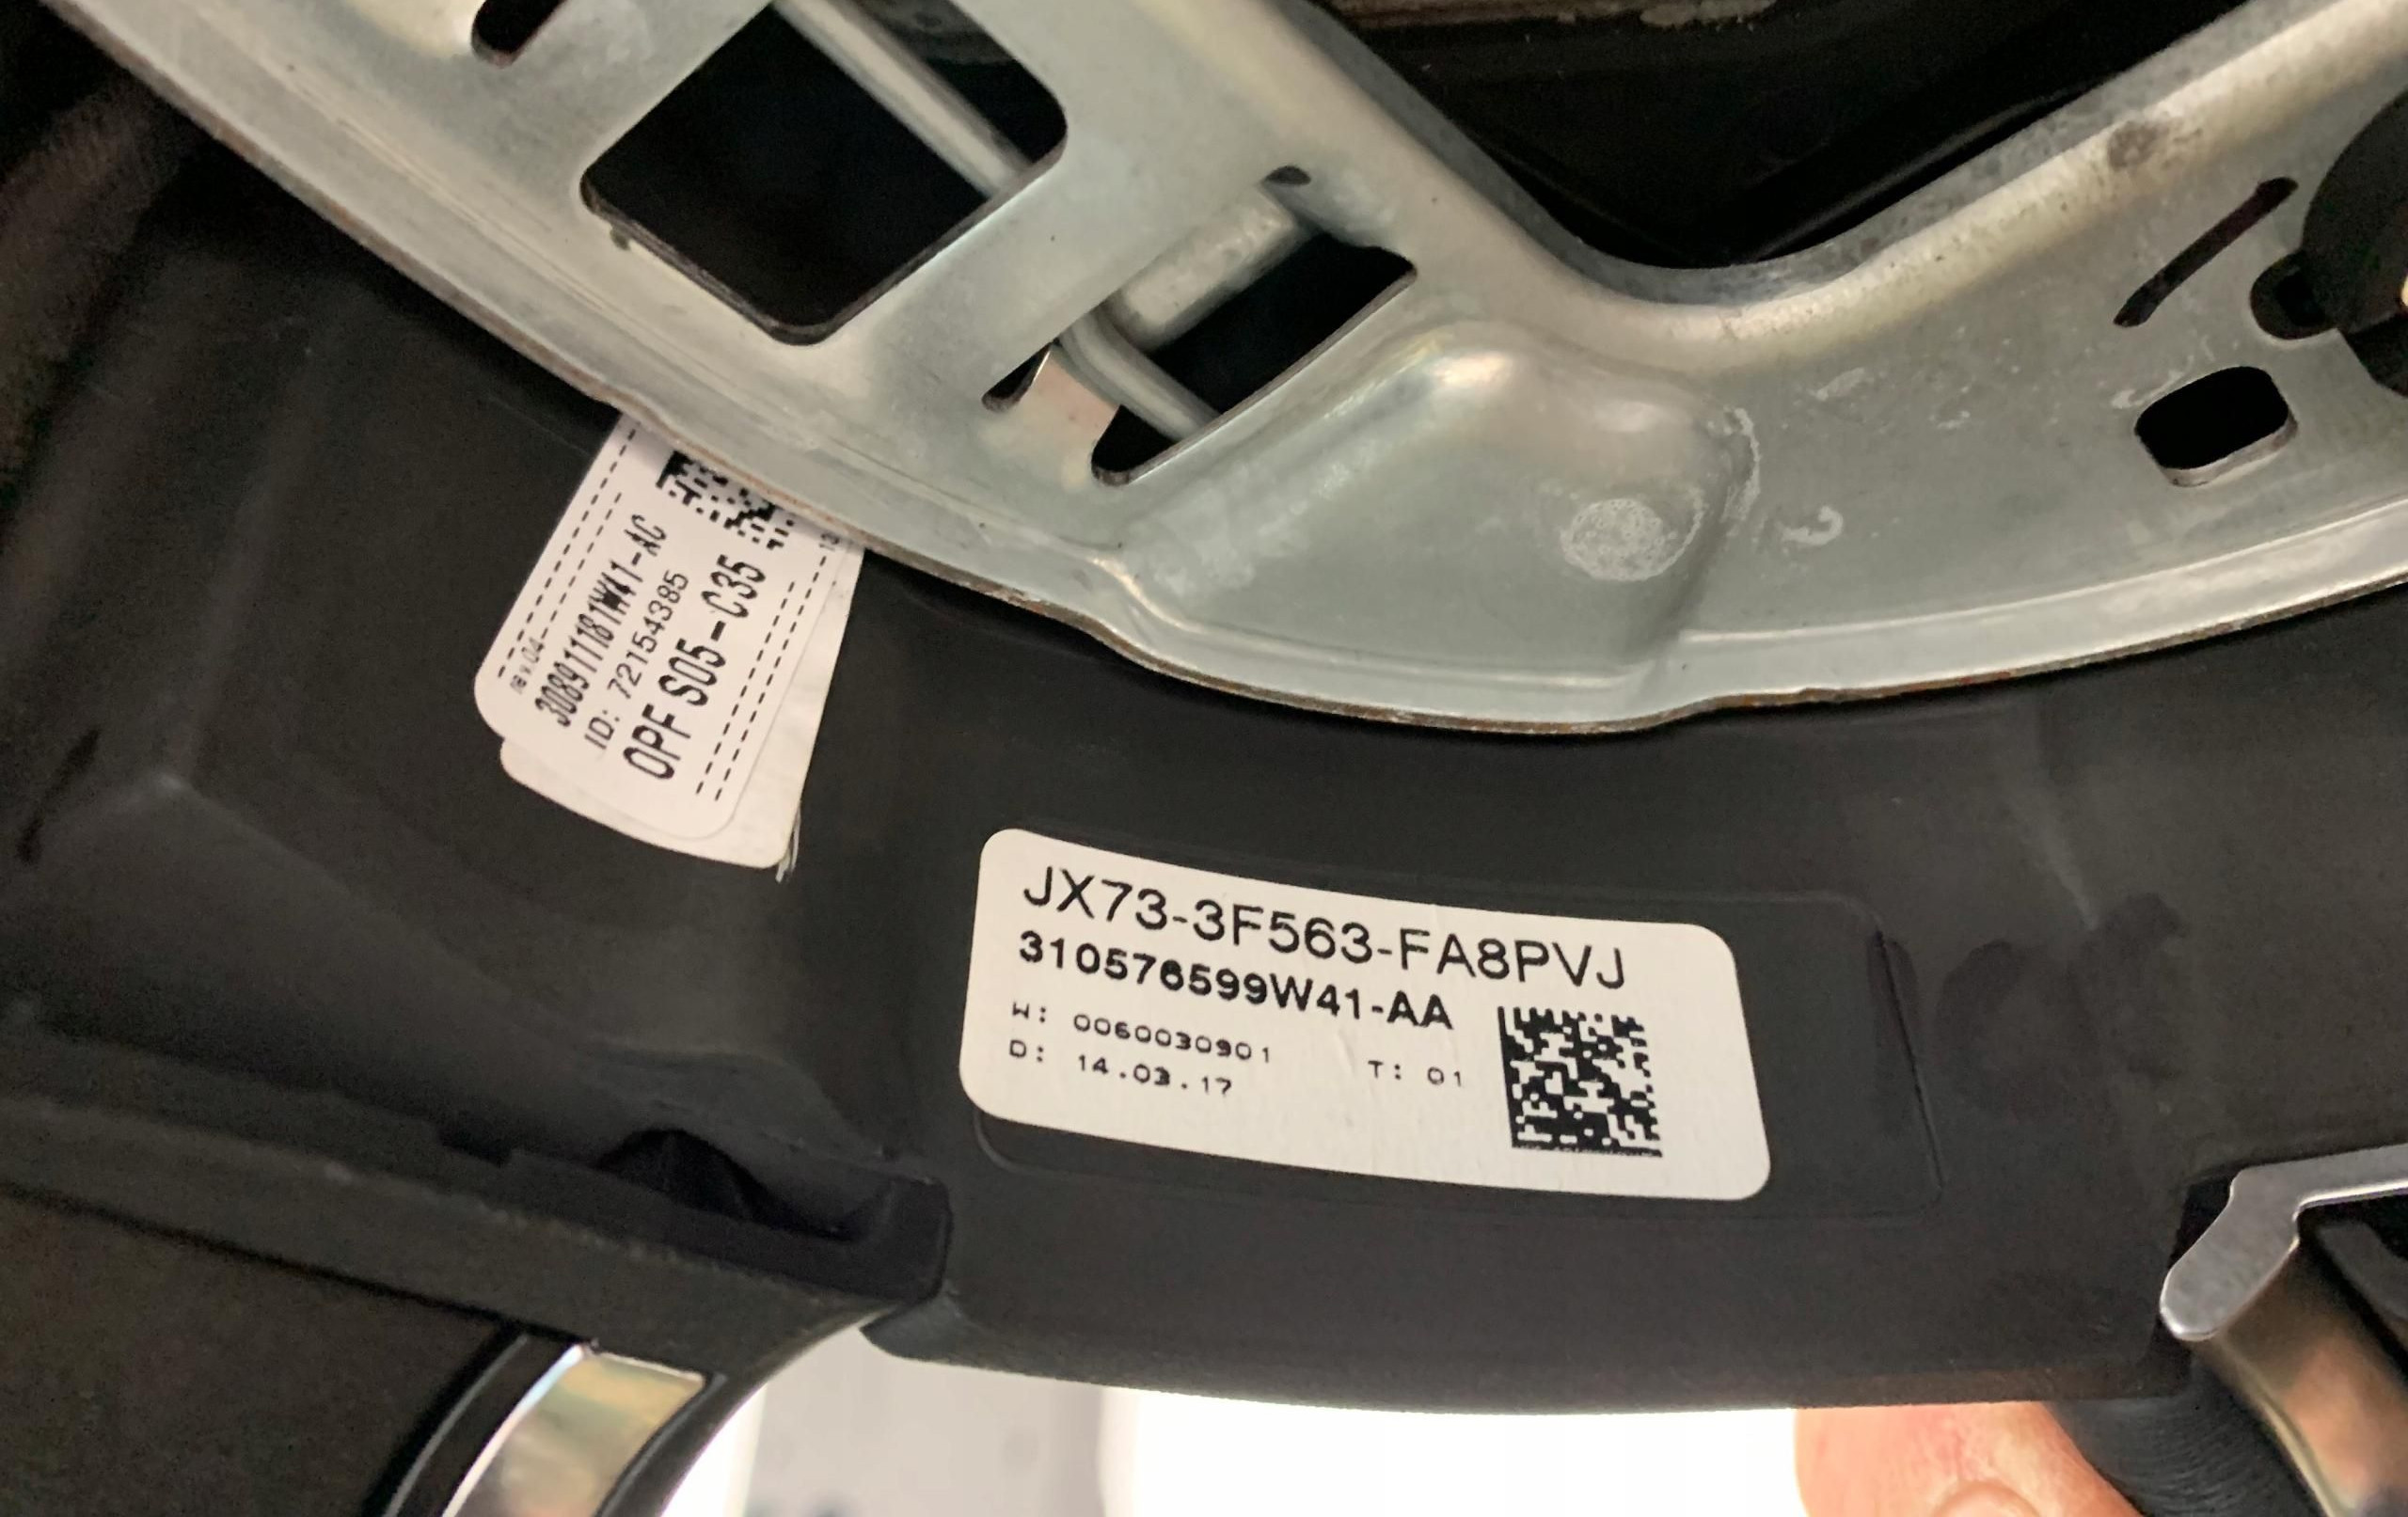 308911181W41-AC
ID: 72154385
OPF S05-C35
JX73-3F563-FA8PVJ
310576599W41-AA
W: 0060030901
D: 14.03.17 T: 01